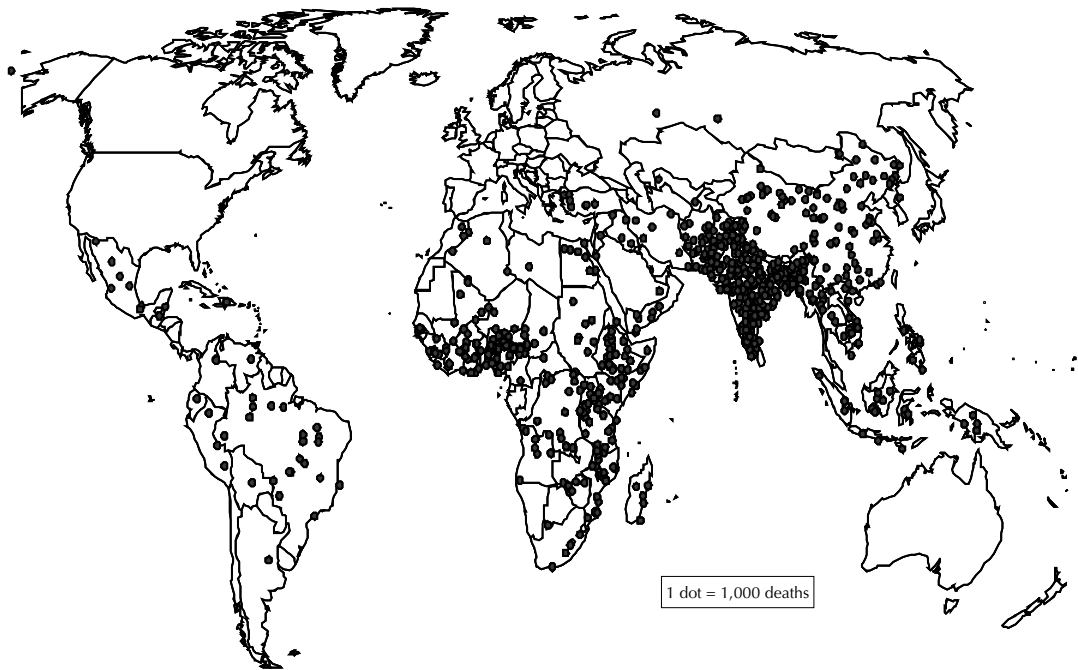 1 dot = 1,000 deaths